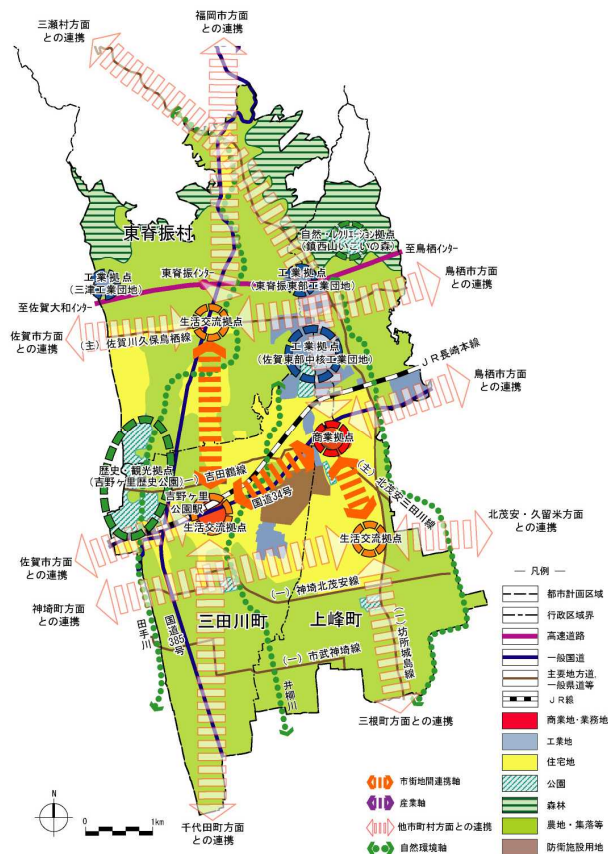 三瀬村方面
との連携
福岡市方面
との連携
東脊振村
自然・レクリエーション拠点
(鎮西山いこいの森)
至鳥栖インター
工業拠点
(三津工業団地)
東脊振インター
工業拠点
(東脊振東部工業団地)
鳥栖市方面
との連携
至佐賀大和インター
生活交流拠点
佐賀市方面
との連携
(主)佐賀川久保鳥栖線
工業拠点
(佐賀東部中核工業団地)
JR長崎本線
鳥栖市方面
との連携
商業拠点
歴史・観光拠点
(吉野ヶ里歴史公園)
(一)吉田鶴線
(主)北茂安三田川線
吉野ヶ里
公園駅
国道34号
生活交流拠点
生活交流拠点
北茂安・久留米方面
との連携
佐賀市方面
との連携
神埼町方面
との連携
(一)神埼北茂安線
田手川
国道385号
三田川町
上峰町
(一)坊所城島線
(一)市武神埼線
井柳川
三根町方面との連携
千代田町方面
との連携
N
0
1km
市街地間連携軸
産業軸
他市町村方面との連携
自然環境軸
― 凡例 ―
都市計画区域
行政区域界
高速道路
一般国道
主要地方道,
一般県道等
JR線
商業地・業務地
工業地
住宅地
公園
森林
農地・集落等
防衛施設用地